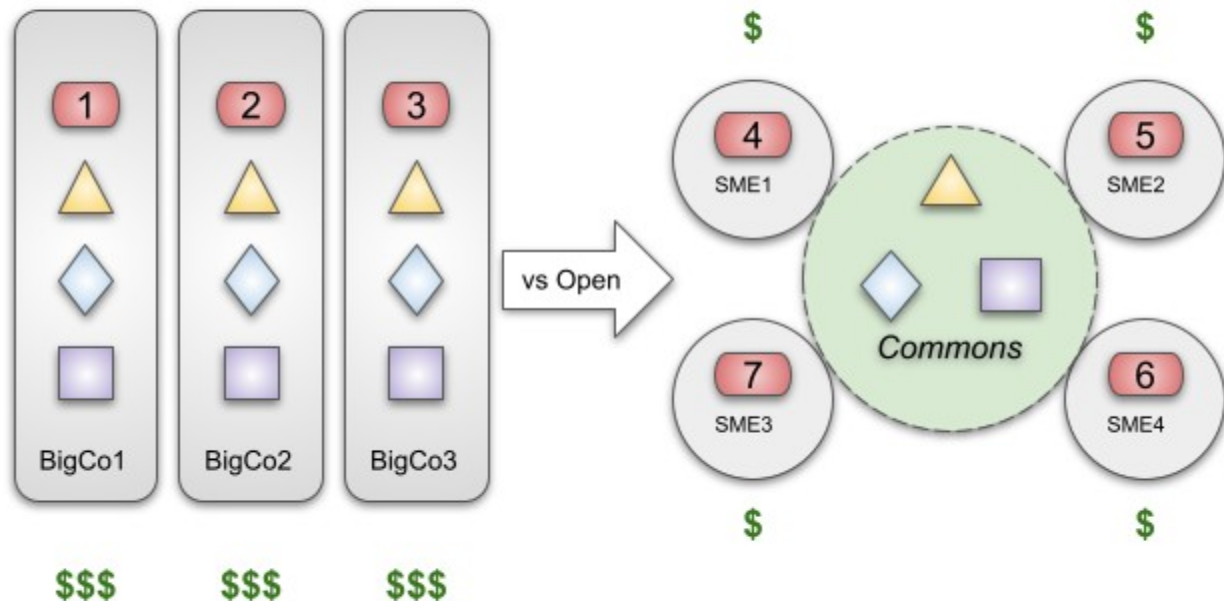 $
$
1
2
3
4
5
SME1
SME2
vs Open
Commons
7
6
SME3
SME4
BigCo1
BigCo2
BigCo3
$
$
$$$
$$$
$$$